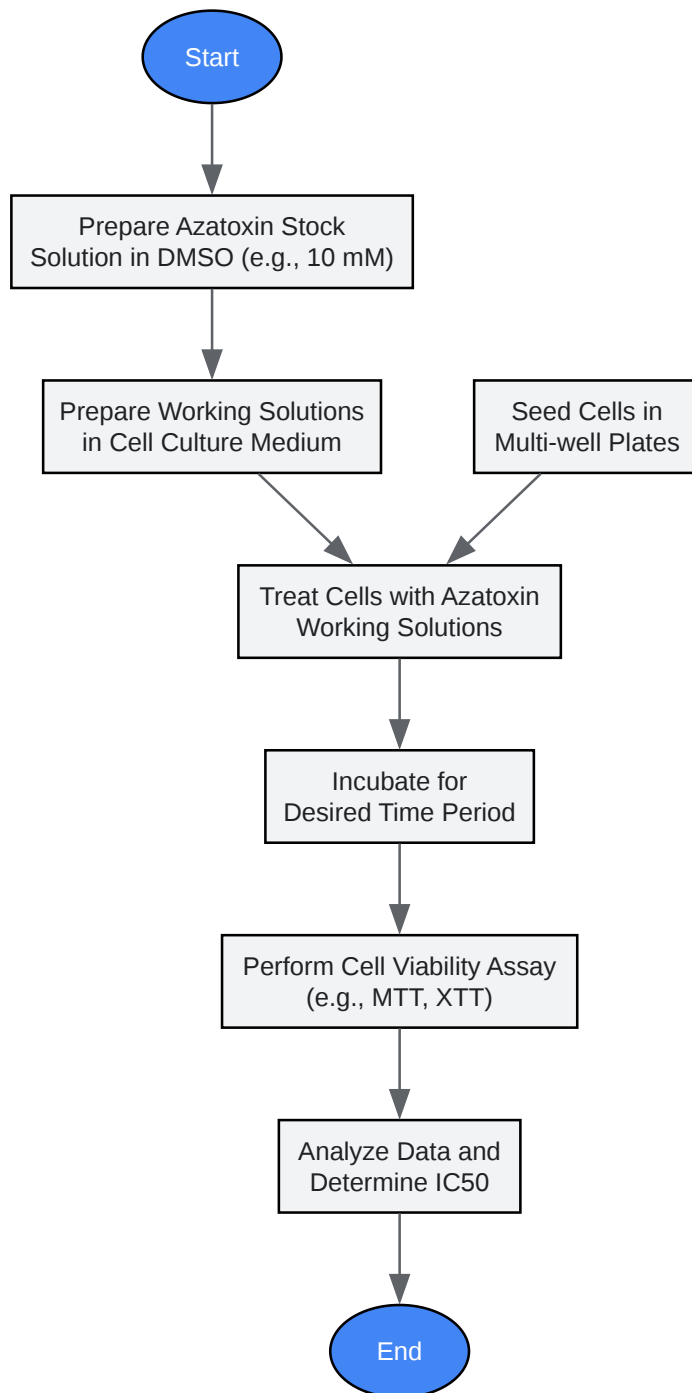 Start
Prepare Azatoxin Stock
Solution in DMSO (e.g., 10 mM)
Prepare Working Solutions
in Cell Culture Medium
Seed Cells in
Multi-well Plates
Treat Cells with Azatoxin
Working Solutions
Incubate for
Desired Time Period
Perform Cell Viability Assay
(e.g., MTT, XTT)
Analyze Data and
Determine IC50
End